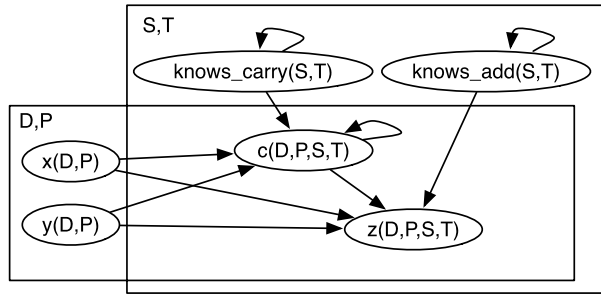 S,T
knows_carry(S,T)
knows_add(S,T)
D,P
x(D,P)
c(D,P,S,T)
y(D,P)
z(D,P,S,T)